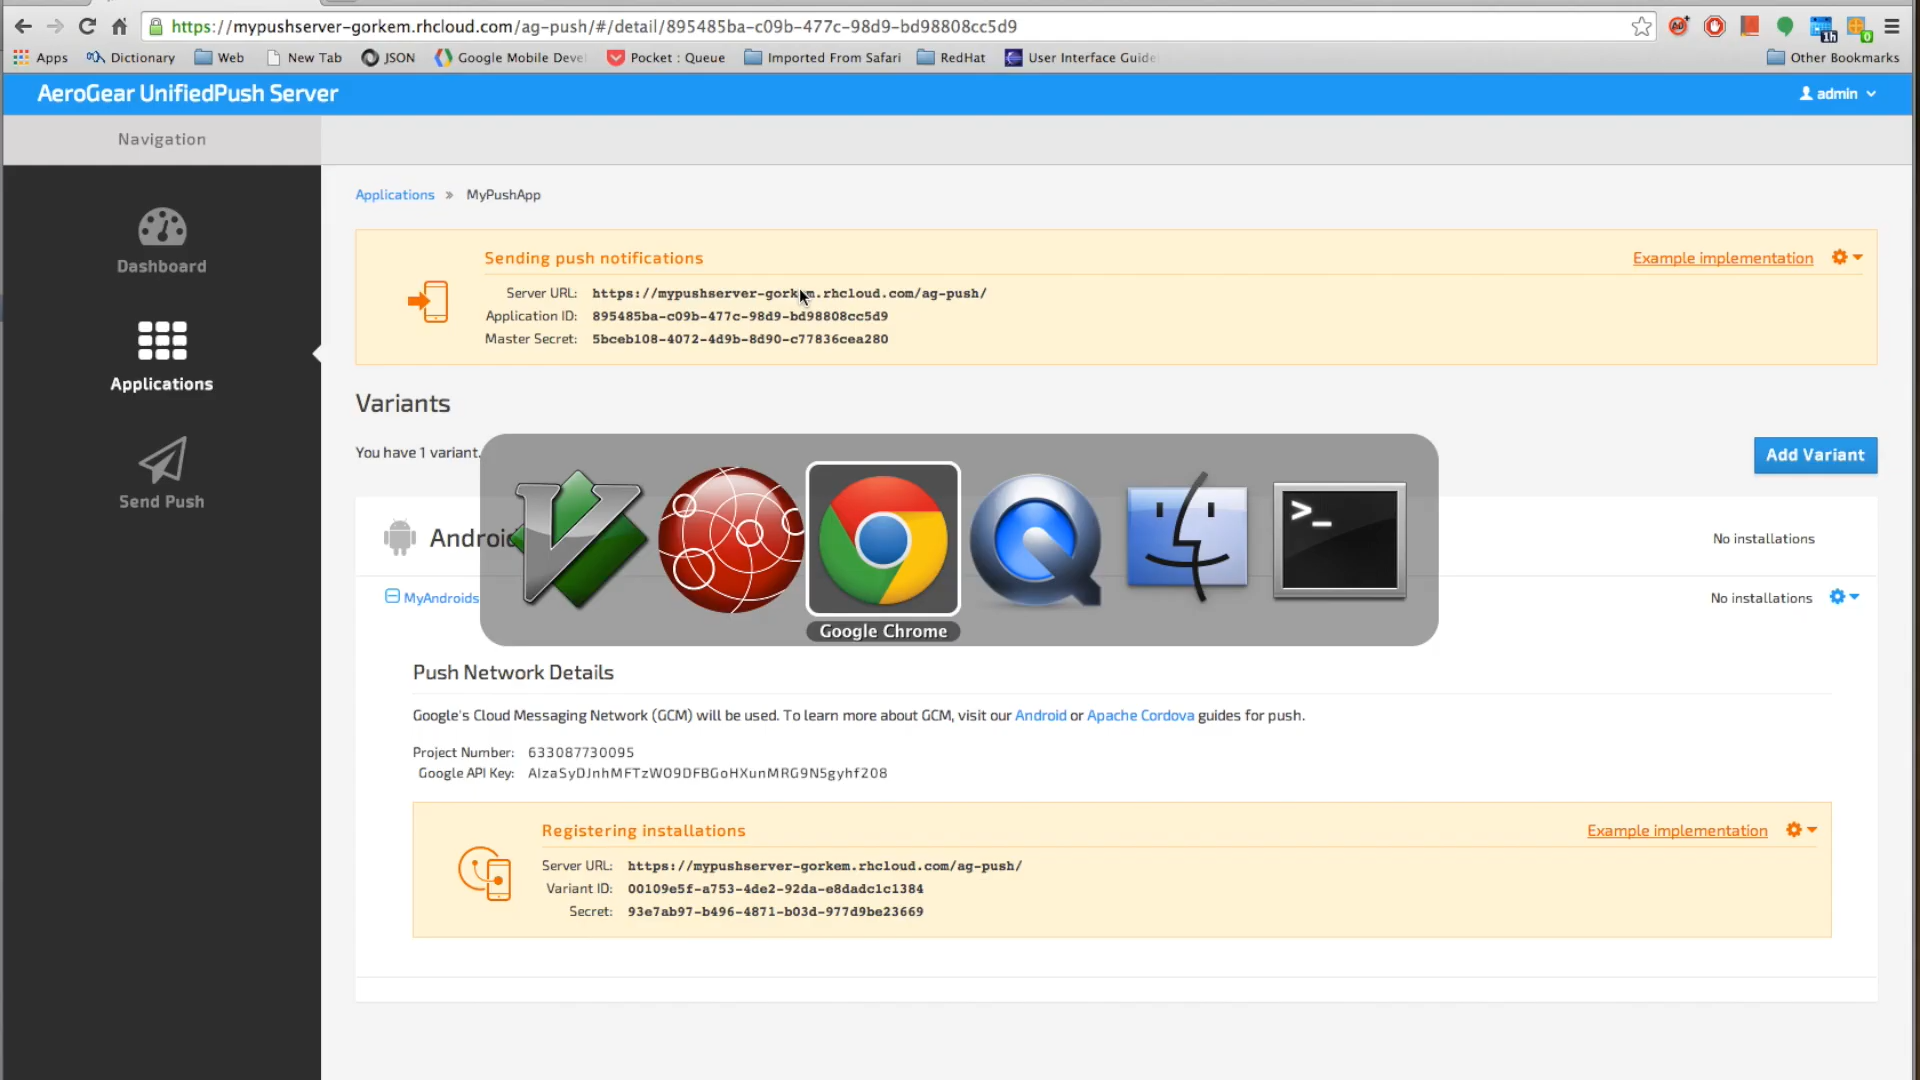 https://mypushserver-gorkem.rhcloud.com/ag-push/#/detail/895485ba-c09b-477c-98d9-bd98808cc5d9
Apps Dictionary Web New Tab JSON Google Mobile Deve Pocket : Queue Imported From Safari RedHat User Interface Guide Other Bookmarks
1h 0
AeroGear UnifiedPush Server
admin
Navigation
Dashboard
Applications
Send Push
Applications » MyPushApp
Sending push notifications
Example implementation
Server URL: https://mypushserver-gorkem.rhcloud.com/ag-push/
Application ID: 895485ba-c09b-477c-98d9-bd98808cc5d9
Master Secret: 5bceb108-4072-4d9b-8d90-c77836cea280
Variants
You have 1 variant.
Add Variant
Android
No installations
MyAndroids
No installations
>_
Google Chrome
Push Network Details
Google's Cloud Messaging Network (GCM) will be used. To learn more about GCM, visit our Android or Apache Cordova guides for push.
Project Number: 633087730095
Google API Key: AIzaSyDJnhMFTzWO9DFBGoHXunMRG9N5gyhf208
Registering installations
Example implementation
Server URL: https://mypushserver-gorkem.rhcloud.com/ag-push/
Variant ID: 00109e5f-a753-4de2-92da-e8dadc1c1384
Secret: 93e7ab97-b496-4871-b03d-977d9be23669